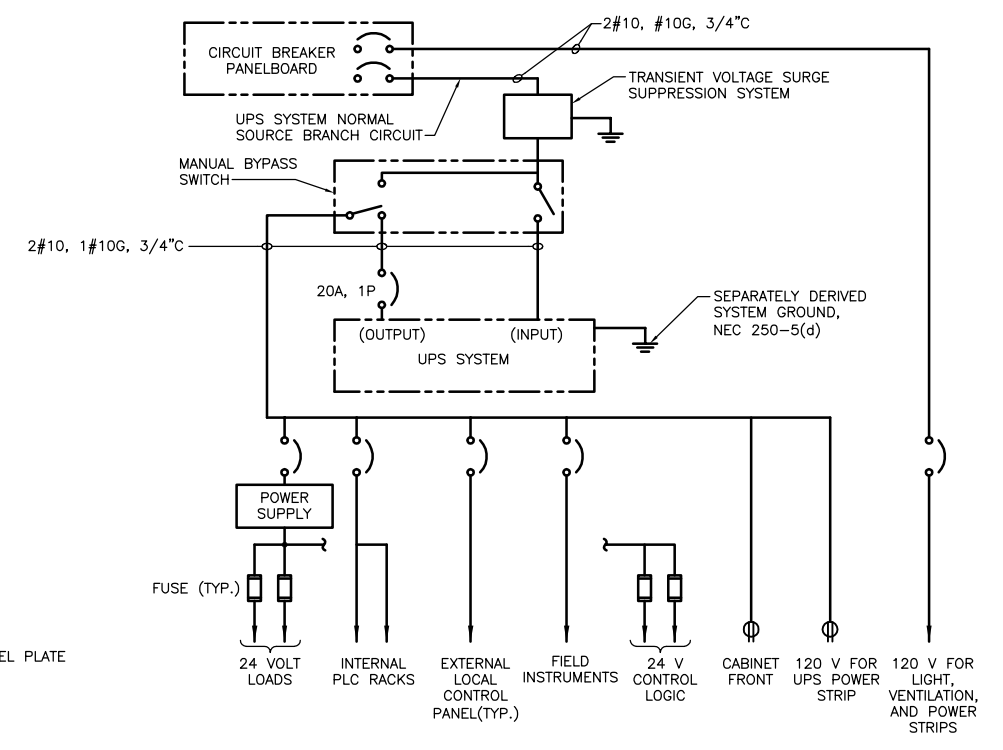 2#10, #10G, 3/4"C
CIRCUIT BREAKER
PANELBOARD
TRANSIENT VOLTAGE SURGE
SUPPRESSION SYSTEM
UPS SYSTEM NORMAL
SOURCE BRANCH CIRCUIT
MANUAL BYPASS
SWITCH
2#10, 1#10G, 3/4"C
20A, 1P
SEPARATELY DERIVED
SYSTEM GROUND,
NEC 250-5(d)
(OUTPUT)
(INPUT)
UPS SYSTEM
POWER
SUPPLY
FUSE (TYP.)
EL PLATE
24 VOLT
LOADS
INTERNAL
PLC RACKS
EXTERNAL
LOCAL
CONTROL
PANEL(TYP.)
FIELD
INSTRUMENTS
24 V
CONTROL
LOGIC
CABINET
FRONT
120 V FOR
UPS POWER
STRIP
120 V FOR
LIGHT,
VENTILATION,
AND POWER
STRIPS